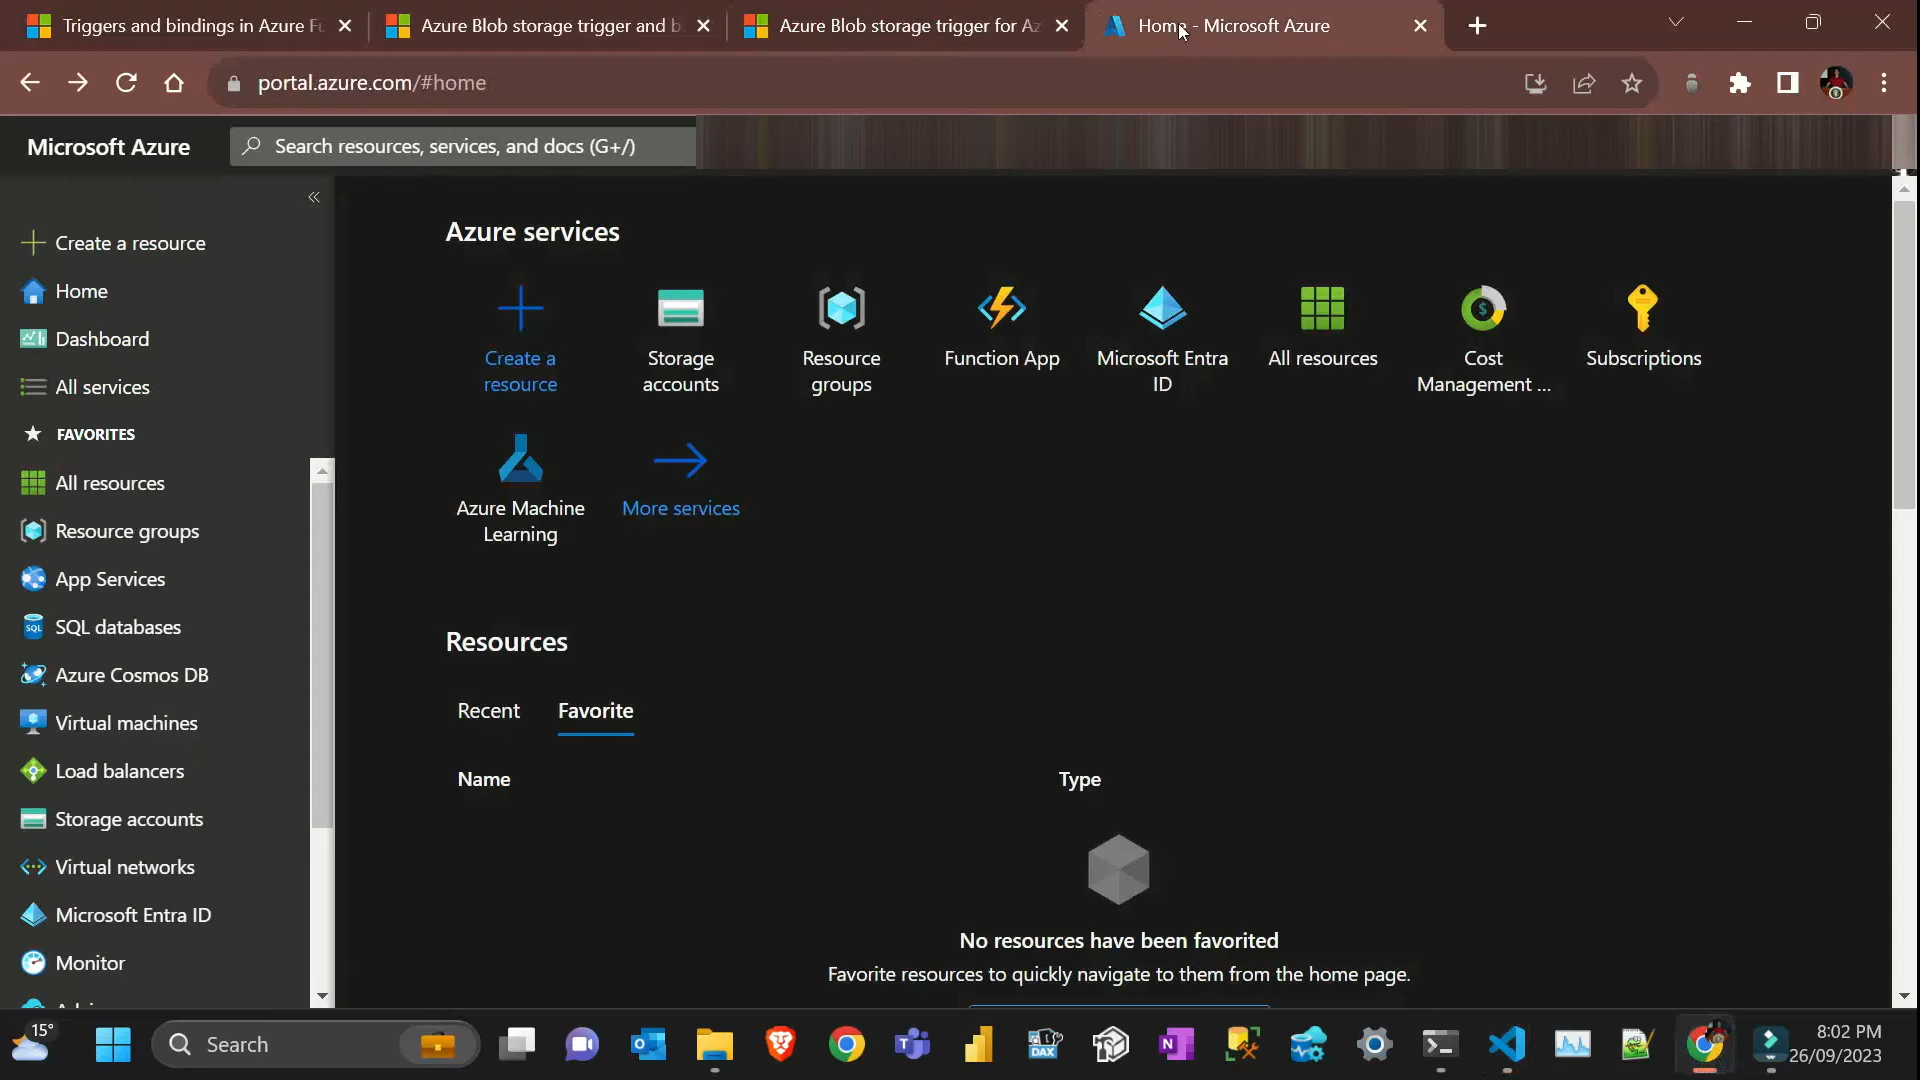 Triggers and bindings in Azure Fu
Azure Blob storage trigger and b
Azure Blob storage trigger for Az
Home - Microsoft Azure
portal.azure.com/#home
Microsoft Azure
Search resources, services, and docs (G+/)
Create a resource
Home
Dashboard
All services
FAVORITES
All resources
Resource groups
App Services
SQL databases
Azure Cosmos DB
Virtual machines
Load balancers
Storage accounts
Virtual networks
Microsoft Entra ID
Monitor
Azure services
Create a
resource
Storage
accounts
Resource
groups
Function App
Microsoft Entra
ID
All resources
Cost
Management ...
Subscriptions
Azure Machine
Learning
More services
Resources
Recent
Favorite
Name
Type
No resources have been favorited
Favorite resources to quickly navigate to them from the home page.
15°
Search
DAX
8:02 PM
26/09/2023